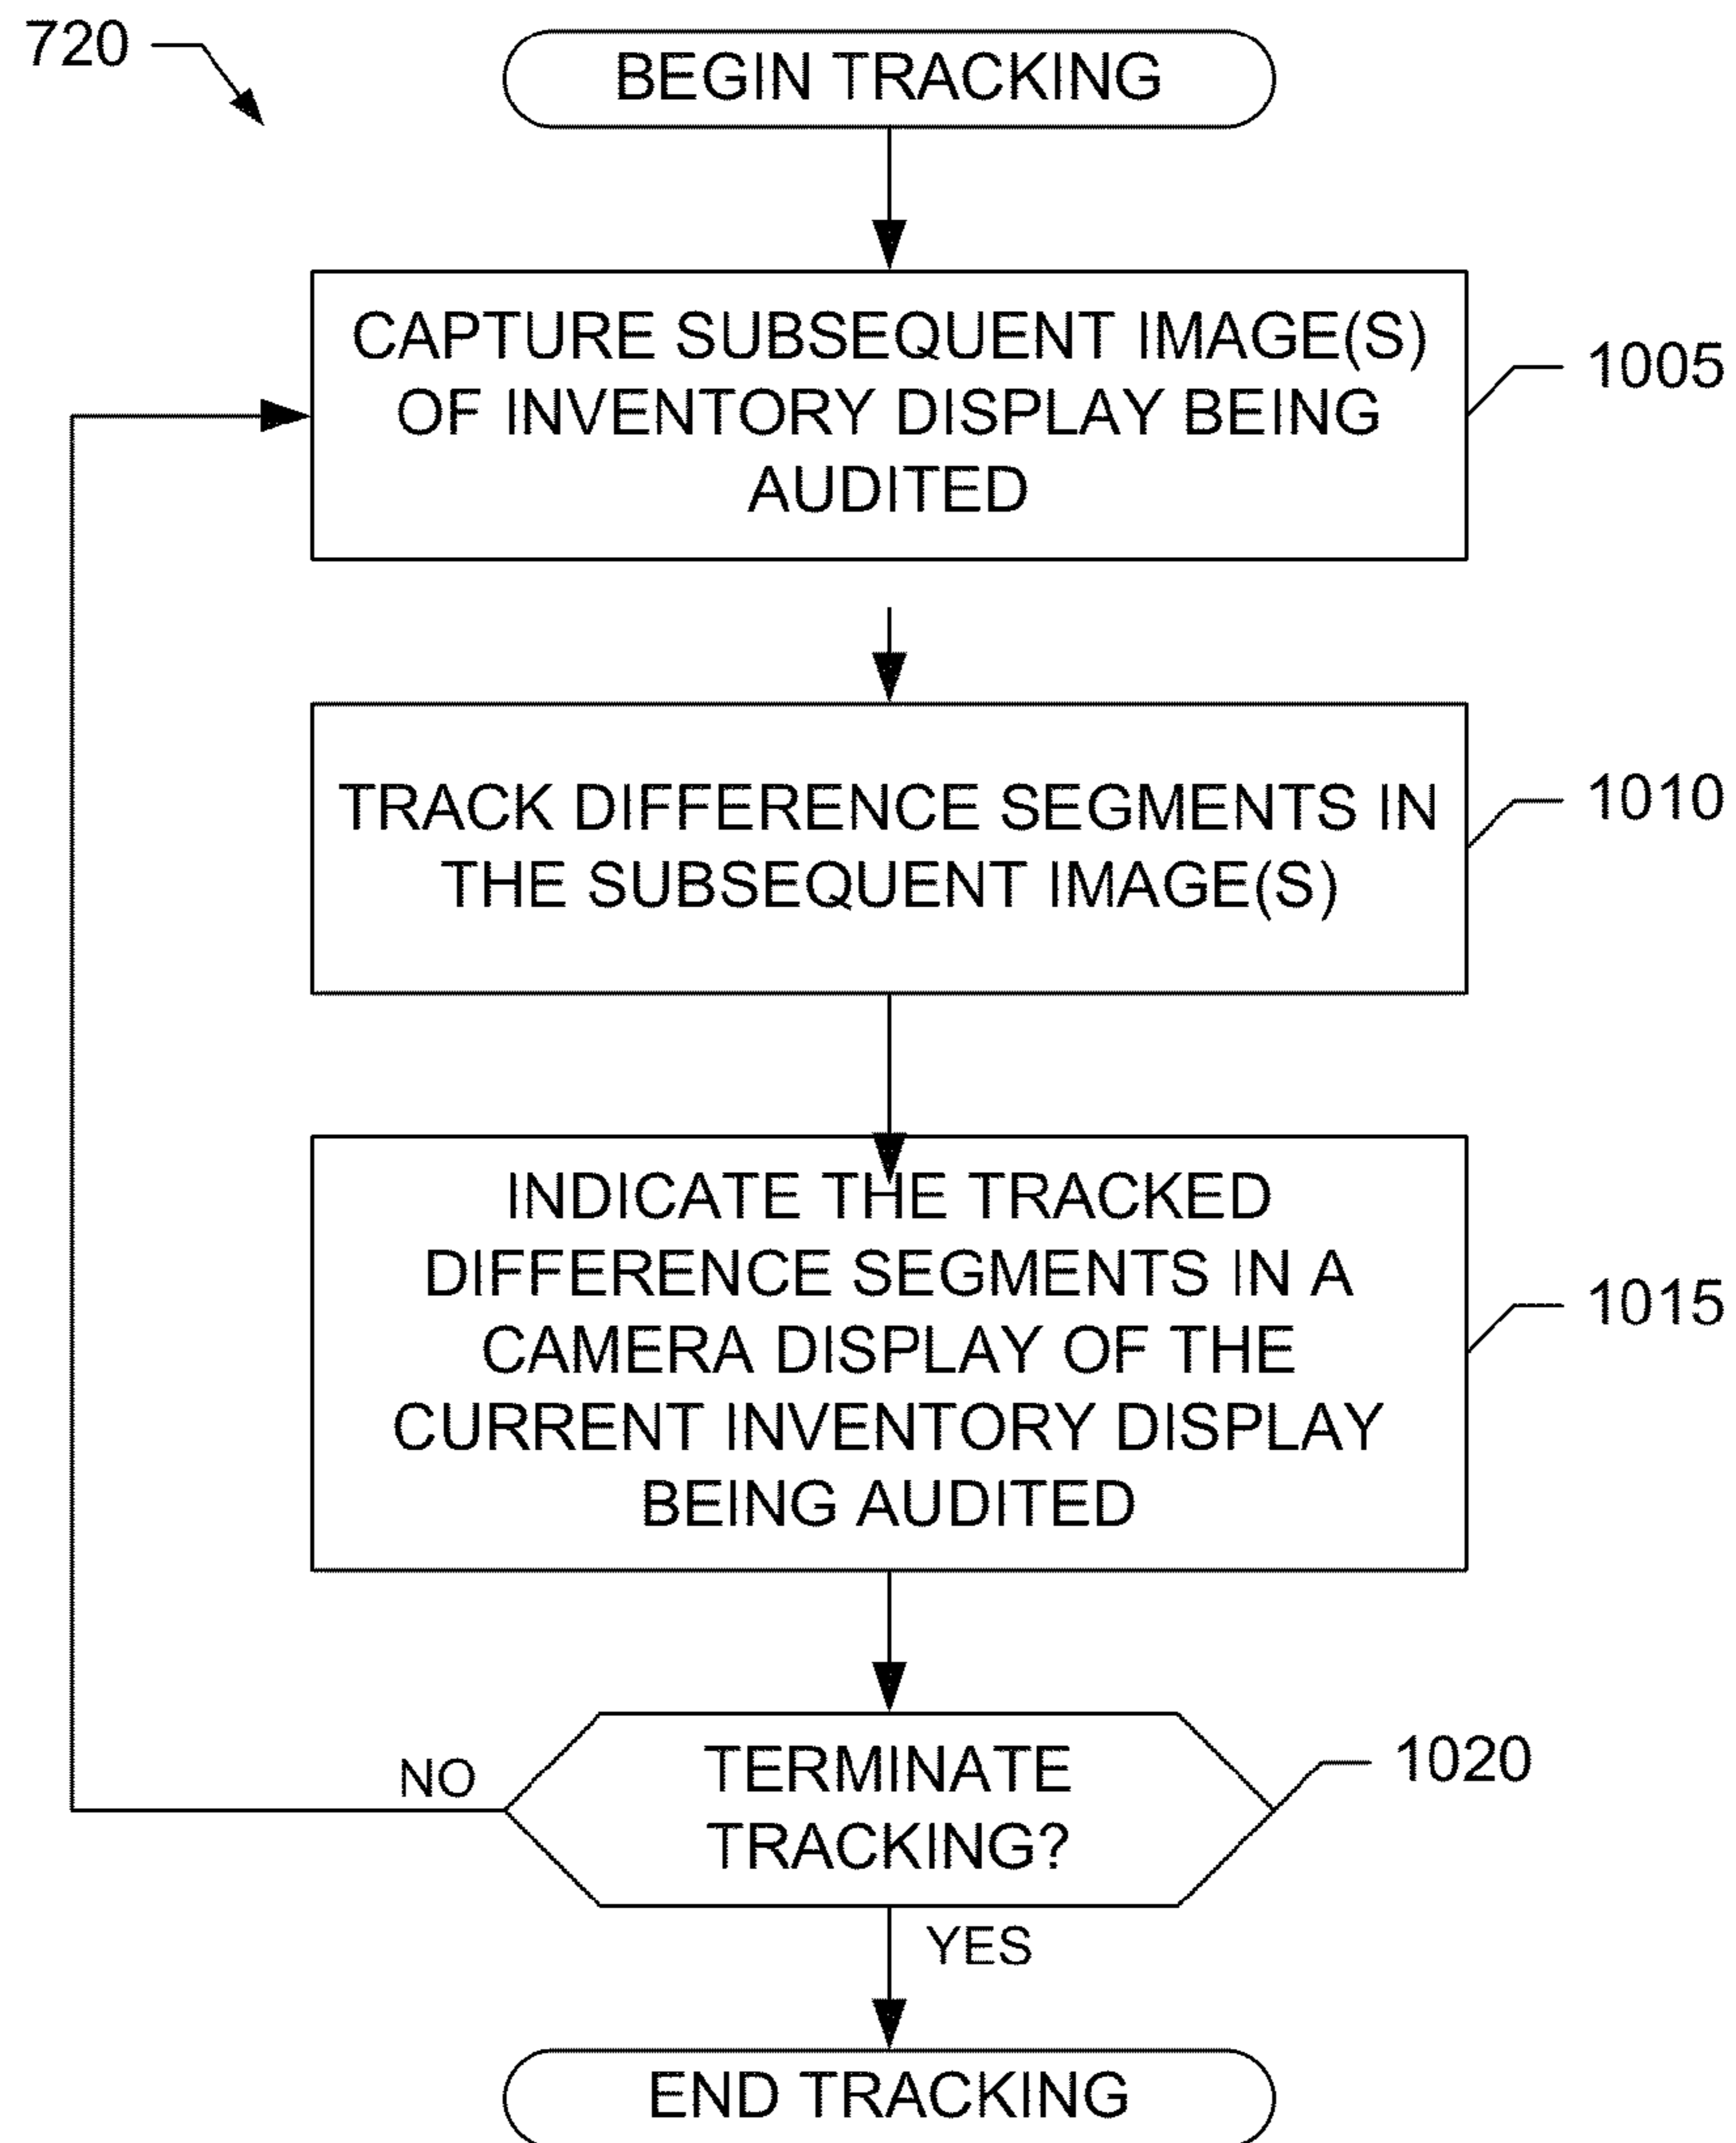 720
BEGIN TRACKING
CAPTURE SUBSEQUENT IMAGE(S)
OF INVENTORY DISPLAY BEING
AUDITED
1005
TRACK DIFFERENCE SEGMENTS IN
THE SUBSEQUENT IMAGE(S)
1010
INDICATE THE TRACKED
DIFFERENCE SEGMENTS IN A
CAMERA DISPLAY OF THE
CURRENT INVENTORY DISPLAY
BEING AUDITED
1015
TERMINATE
TRACKING?
1020
NO
YES
END TRACKING